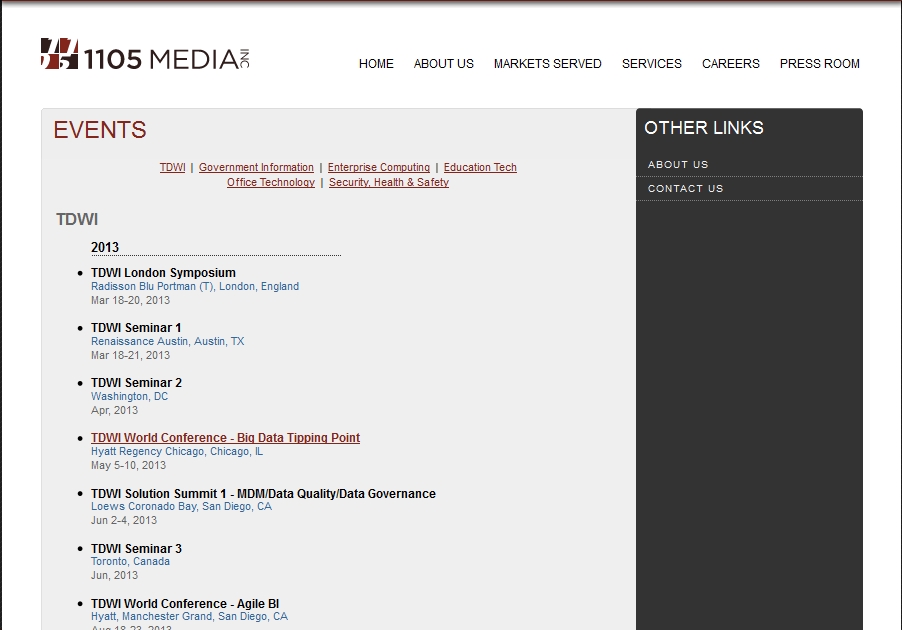 1105 MEDIA INC
HOME ABOUT US MARKETS SERVED SERVICES CAREERS PRESS ROOM
EVENTS
TDWI | Government Information | Enterprise Computing | Education Tech
Office Technology | Security, Health & Safety
TDWI
2013
• TDWI London Symposium
Radisson Blu Portman (T), London, England
Mar 18-20, 2013
• TDWI Seminar 1
Renaissance Austin, Austin, TX
Mar 18-21, 2013
• TDWI Seminar 2
Washington, DC
Apr, 2013
• TDWI World Conference - Big Data Tipping Point
Hyatt Regency Chicago, Chicago, IL
May 5-10, 2013
• TDWI Solution Summit 1 - MDM/Data Quality/Data Governance
Loews Coronado Bay, San Diego, CA
Jun 2-4, 2013
• TDWI Seminar 3
Toronto, Canada
Jun, 2013
• TDWI World Conference - Agile BI
Hyatt, Manchester Grand, San Diego, CA
Aug 18-23, 2013
OTHER LINKS
ABOUT US
CONTACT US